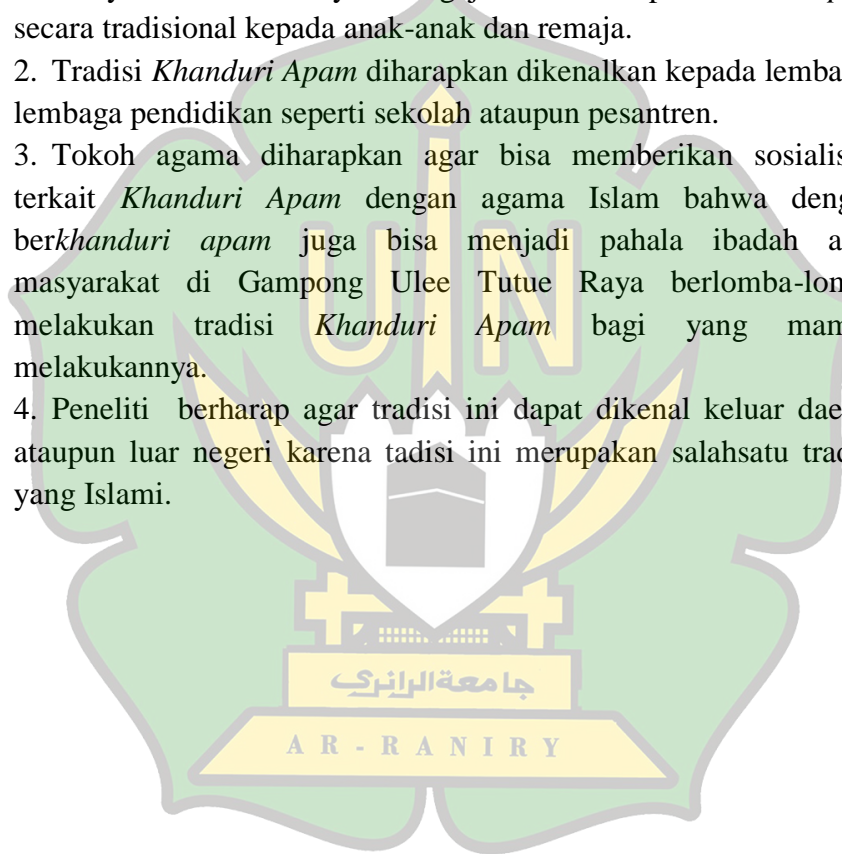 secara tradisional kepada anak-anak dan remaja.
2. Tradisi Khanduri Apam diharapkan dikenalkan kepada lemba
lembaga pendidikan seperti sekolah ataupun pesantren.
3. Tokoh agama diharapkan agar bisa memberikan sosialis
terkait Khanduri Apam dengan agama Islam bahwa deng
berkhanduri apam juga bisa menjadi pahala ibadah a
masyarakat di Gampong Ulee Tutue Raya berlomba-lon
melakukan tradisi Khanduri Apam bagi yang mam
melakukannya.
4. Peneliti berharap agar tradisi ini dapat dikenal keluar dae
ataupun luar negeri karena tadisi ini merupakan salahsatu trad
yang Islami.
UIN
جامعة الرانري
AR-RANIRY